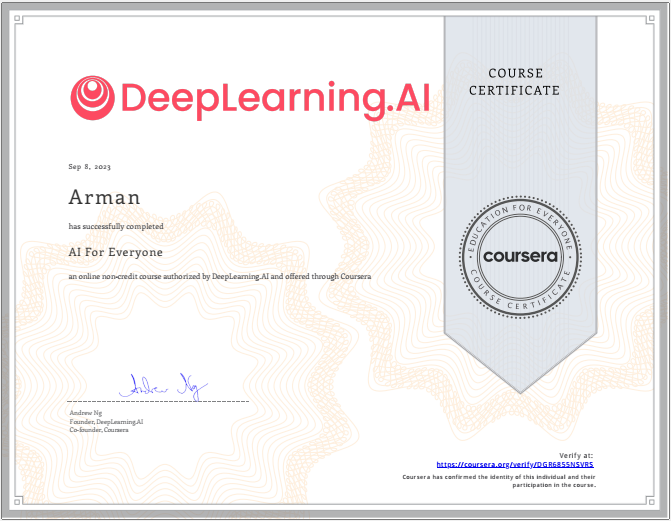 DeepLearning.AI
COURSE
CERTIFICATE
Sep 8, 2023
Arman
has successfully completed
AI For Everyone
an online non-credit course authorized by DeepLearning.AI and offered through Coursera
EDUCATION FOR EVERYONE
coursera
COURSE CERTIFICATE
Andrew Ng
Andrew Ng
Founder, DeepLearning.AI
Co-founder, Coursera
Verify at:
https://coursera.org/verify/DGR6855NSVRS
Coursera has confirmed the identity of this individual and their
participation in the course.